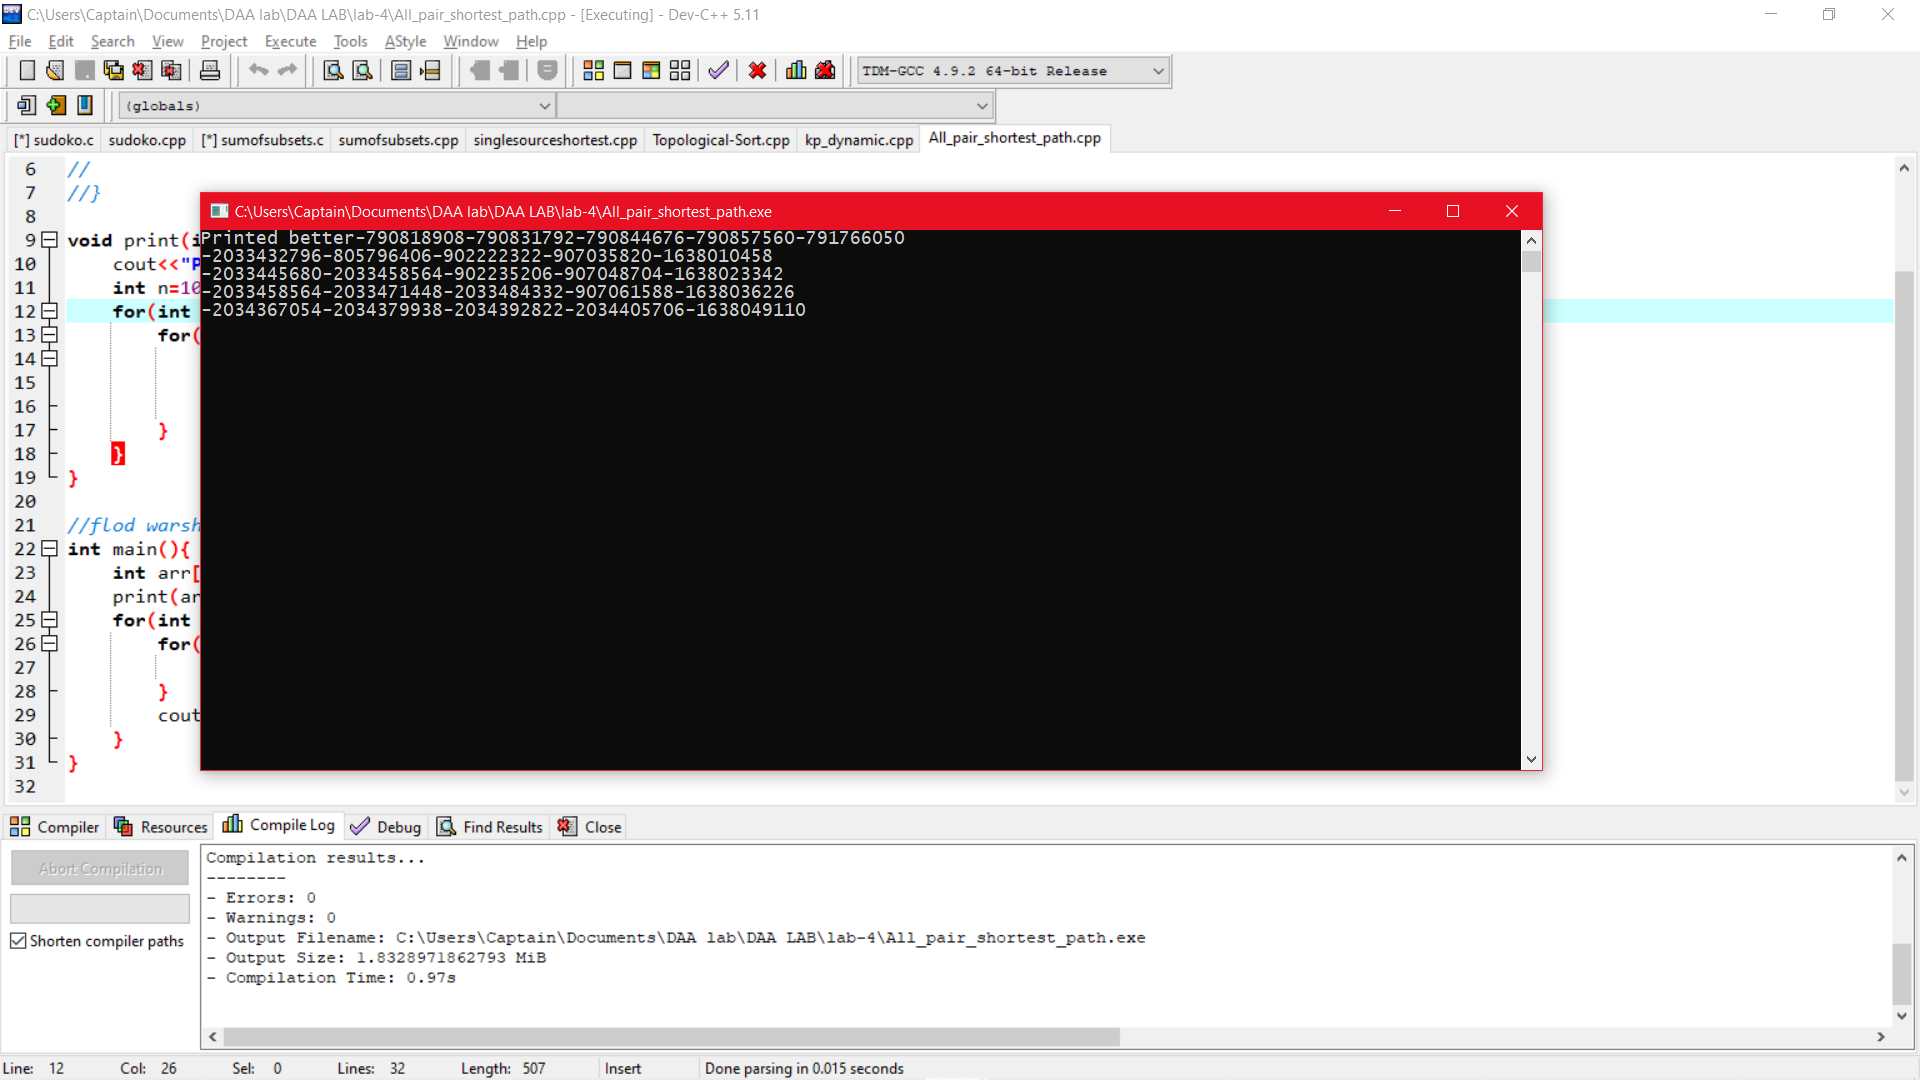 C:\Users\Captain\Documents\DAA lab\DAA LAB\lab-4\All_pair_shortest_path.cpp - [Executing] - Dev-C++ 5.11
File Edit Search View Project Execute Tools AStyle Window Help
TDM-GCC 4.9.2 64-bit Release
(globals)
[*] sudoko.c sudoko.cpp [*] sumofsubsets.c sumofsubsets.cpp singlesourceshortest.cpp Topological-Sort.cpp kp_dynamic.cpp All_pair_shortest_path.cpp
6 //
7 //}
8
9 void print(i
10 cout<<"P
11 int n=10
12 for(int
13 for(
14
15
16
17 }
18 }
19 }
20
21 //flod warsh
22 int main(){
23 int arr[
24 print(ar
25 for(int
26 for(
27
28 }
29 cout
30 }
31 }
32
C:\Users\Captain\Documents\DAA lab\DAA LAB\lab-4\All_pair_shortest_path.exe
Printed better-790818908-790831792-790844676-790857560-791766050
-2033432796-805796406-902222322-907035820-1638010458
-2033445680-2033458564-902235206-907048704-1638023342
-2033458564-2033471448-2033484332-907061588-1638036226
-2034367054-2034379938-2034392822-2034405706-1638049110
Compiler Resources Compile Log Debug Find Results Close
Abort Compilation
Shorten compiler paths
Compilation results...
--------
- Errors: 0
- Warnings: 0
- Output Filename: C:\Users\Captain\Documents\DAA lab\DAA LAB\lab-4\All_pair_shortest_path.exe
- Output Size: 1.8328971862793 MiB
- Compilation Time: 0.97s
Line: 12 Col: 26 Sel: 0 Lines: 32 Length: 507 Insert Done parsing in 0.015 seconds